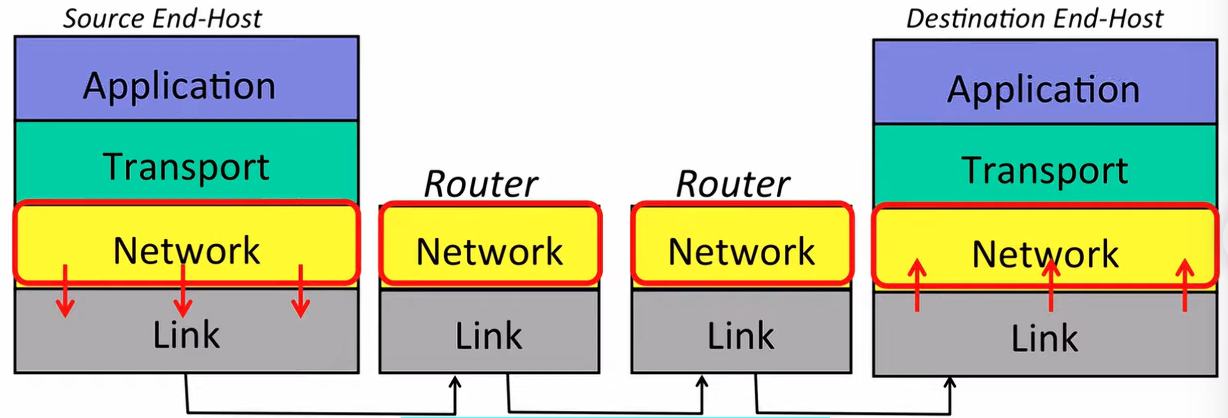 Source End-Host
Destination End-Host
Application
Application
Transport
Transport
Router
Router
Network
Network
Network
Network
Link
Link
Link
Link